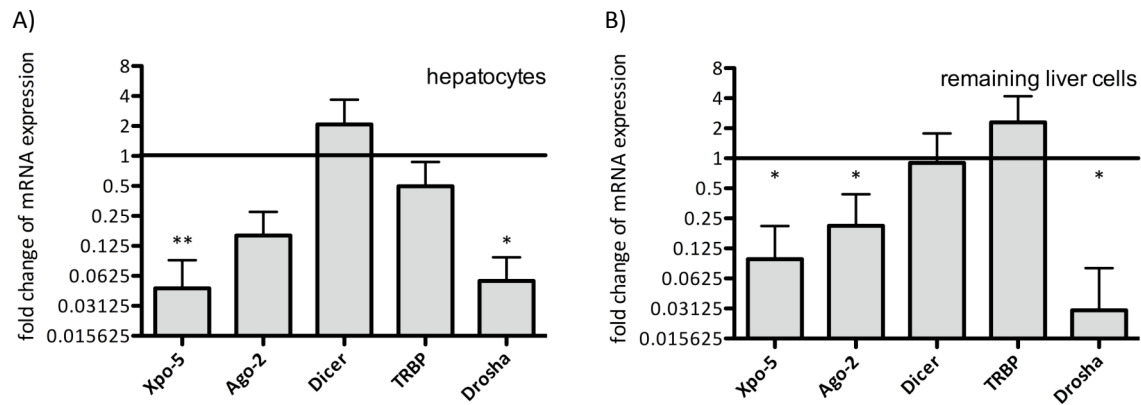 A)
hepatocytes
fold change of mRNA expression
8
4
2
1
0.5
0.25
0.125
0.0625
0.03125
0.015625
**
*
Xpo-5
Ago-2
Dicer
TRBP
Drosha
B)
remaining liver cells
fold change of mRNA expression
8
4
2
1
0.5
0.25
0.125
0.0625
0.03125
0.015625
*
*
*
Xpo-5
Ago-2
Dicer
TRBP
Drosha